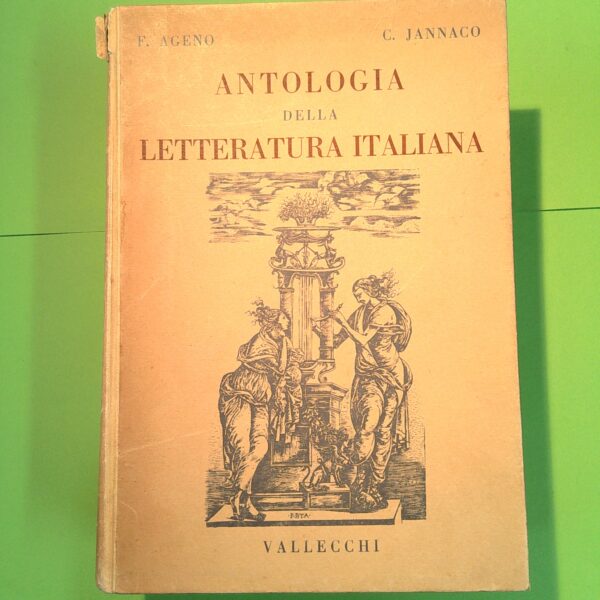 F. AGENO C. JANNACO
ANTOLOGIA
DELLA
LETTERATURA ITALIANA
VALLECCHI